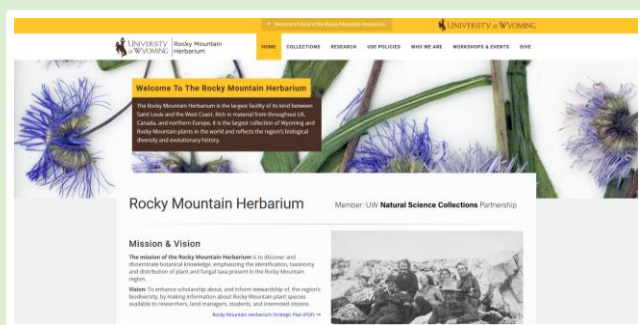 Become a Friend of the Rocky Mountain Herbarium
UNIVERSITY OF WYOMING
UNIVERSITY OF WYOMING
Rocky Mountain Herbarium
HOME COLLECTIONS RESEARCH USE POLICIES WHO WE ARE WORKSHOPS & EVENTS GIVE
Welcome To The Rocky Mountain Herbarium
The Rocky Mountain Herbarium is the largest facility of its kind between
Saint Louis and the West Coast. Rich in material from throughout US,
Canada, and northern Europe, it is the largest collection of Wyoming and
Rocky Mountain plants in the world and reflects the region's biological
diversity and evolutionary history.
Rocky Mountain Herbarium
Member: UW Natural Science Collections Partnership
Mission & Vision
The mission of the Rocky Mountain Herbarium is to discover and
disseminate botanical knowledge, emphasizing the identification, taxonomy
and distribution of plant and fungal taxa present in the Rocky Mountain
region.
Vision: To enhance scholarship about, and inform stewardship of, the region's
biodiversity, by making information about Rocky Mountain plant species
available to researchers, land managers, students, and interested citizens.
Rocky Mountain Herbarium Strategic Plan (PDF)